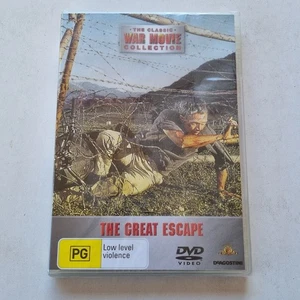 THE CLASSIC
WAR MOVIE
COLLECTION
THE GREAT ESCAPE
PG
Low level
violence
DVD
VIDEO
DeAGOSTINI